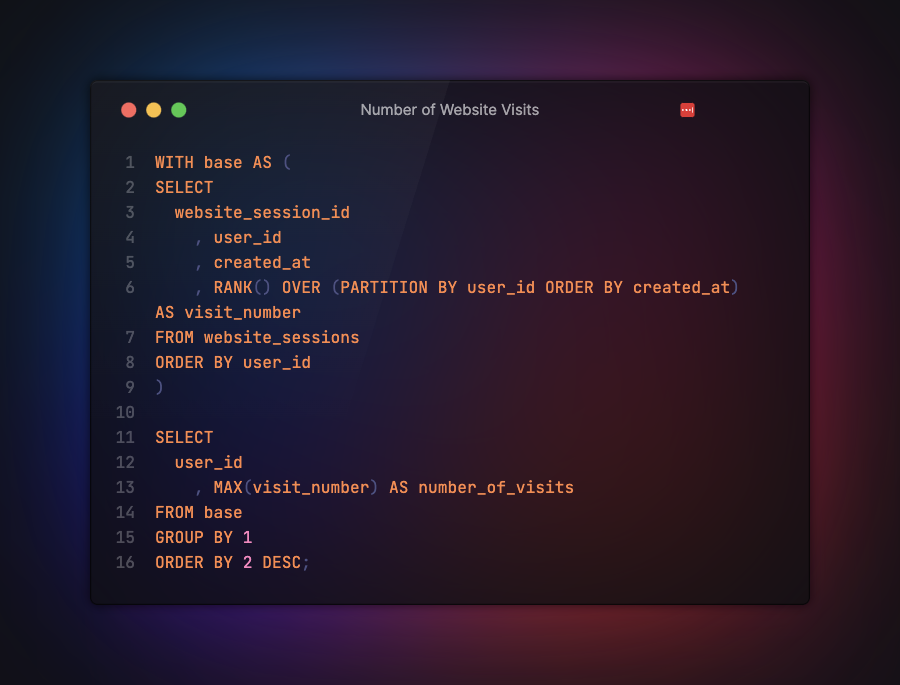 Number of Website Visits
1 WITH base AS (
2 SELECT
3   website_session_id
4     , user_id
5     , created_at
6     , RANK() OVER (PARTITION BY user_id ORDER BY created_at)
AS visit_number
7 FROM website_sessions
8 ORDER BY user_id
9 )
10
11 SELECT
12   user_id
13     , MAX(visit_number) AS number_of_visits
14 FROM base
15 GROUP BY 1
16 ORDER BY 2 DESC;